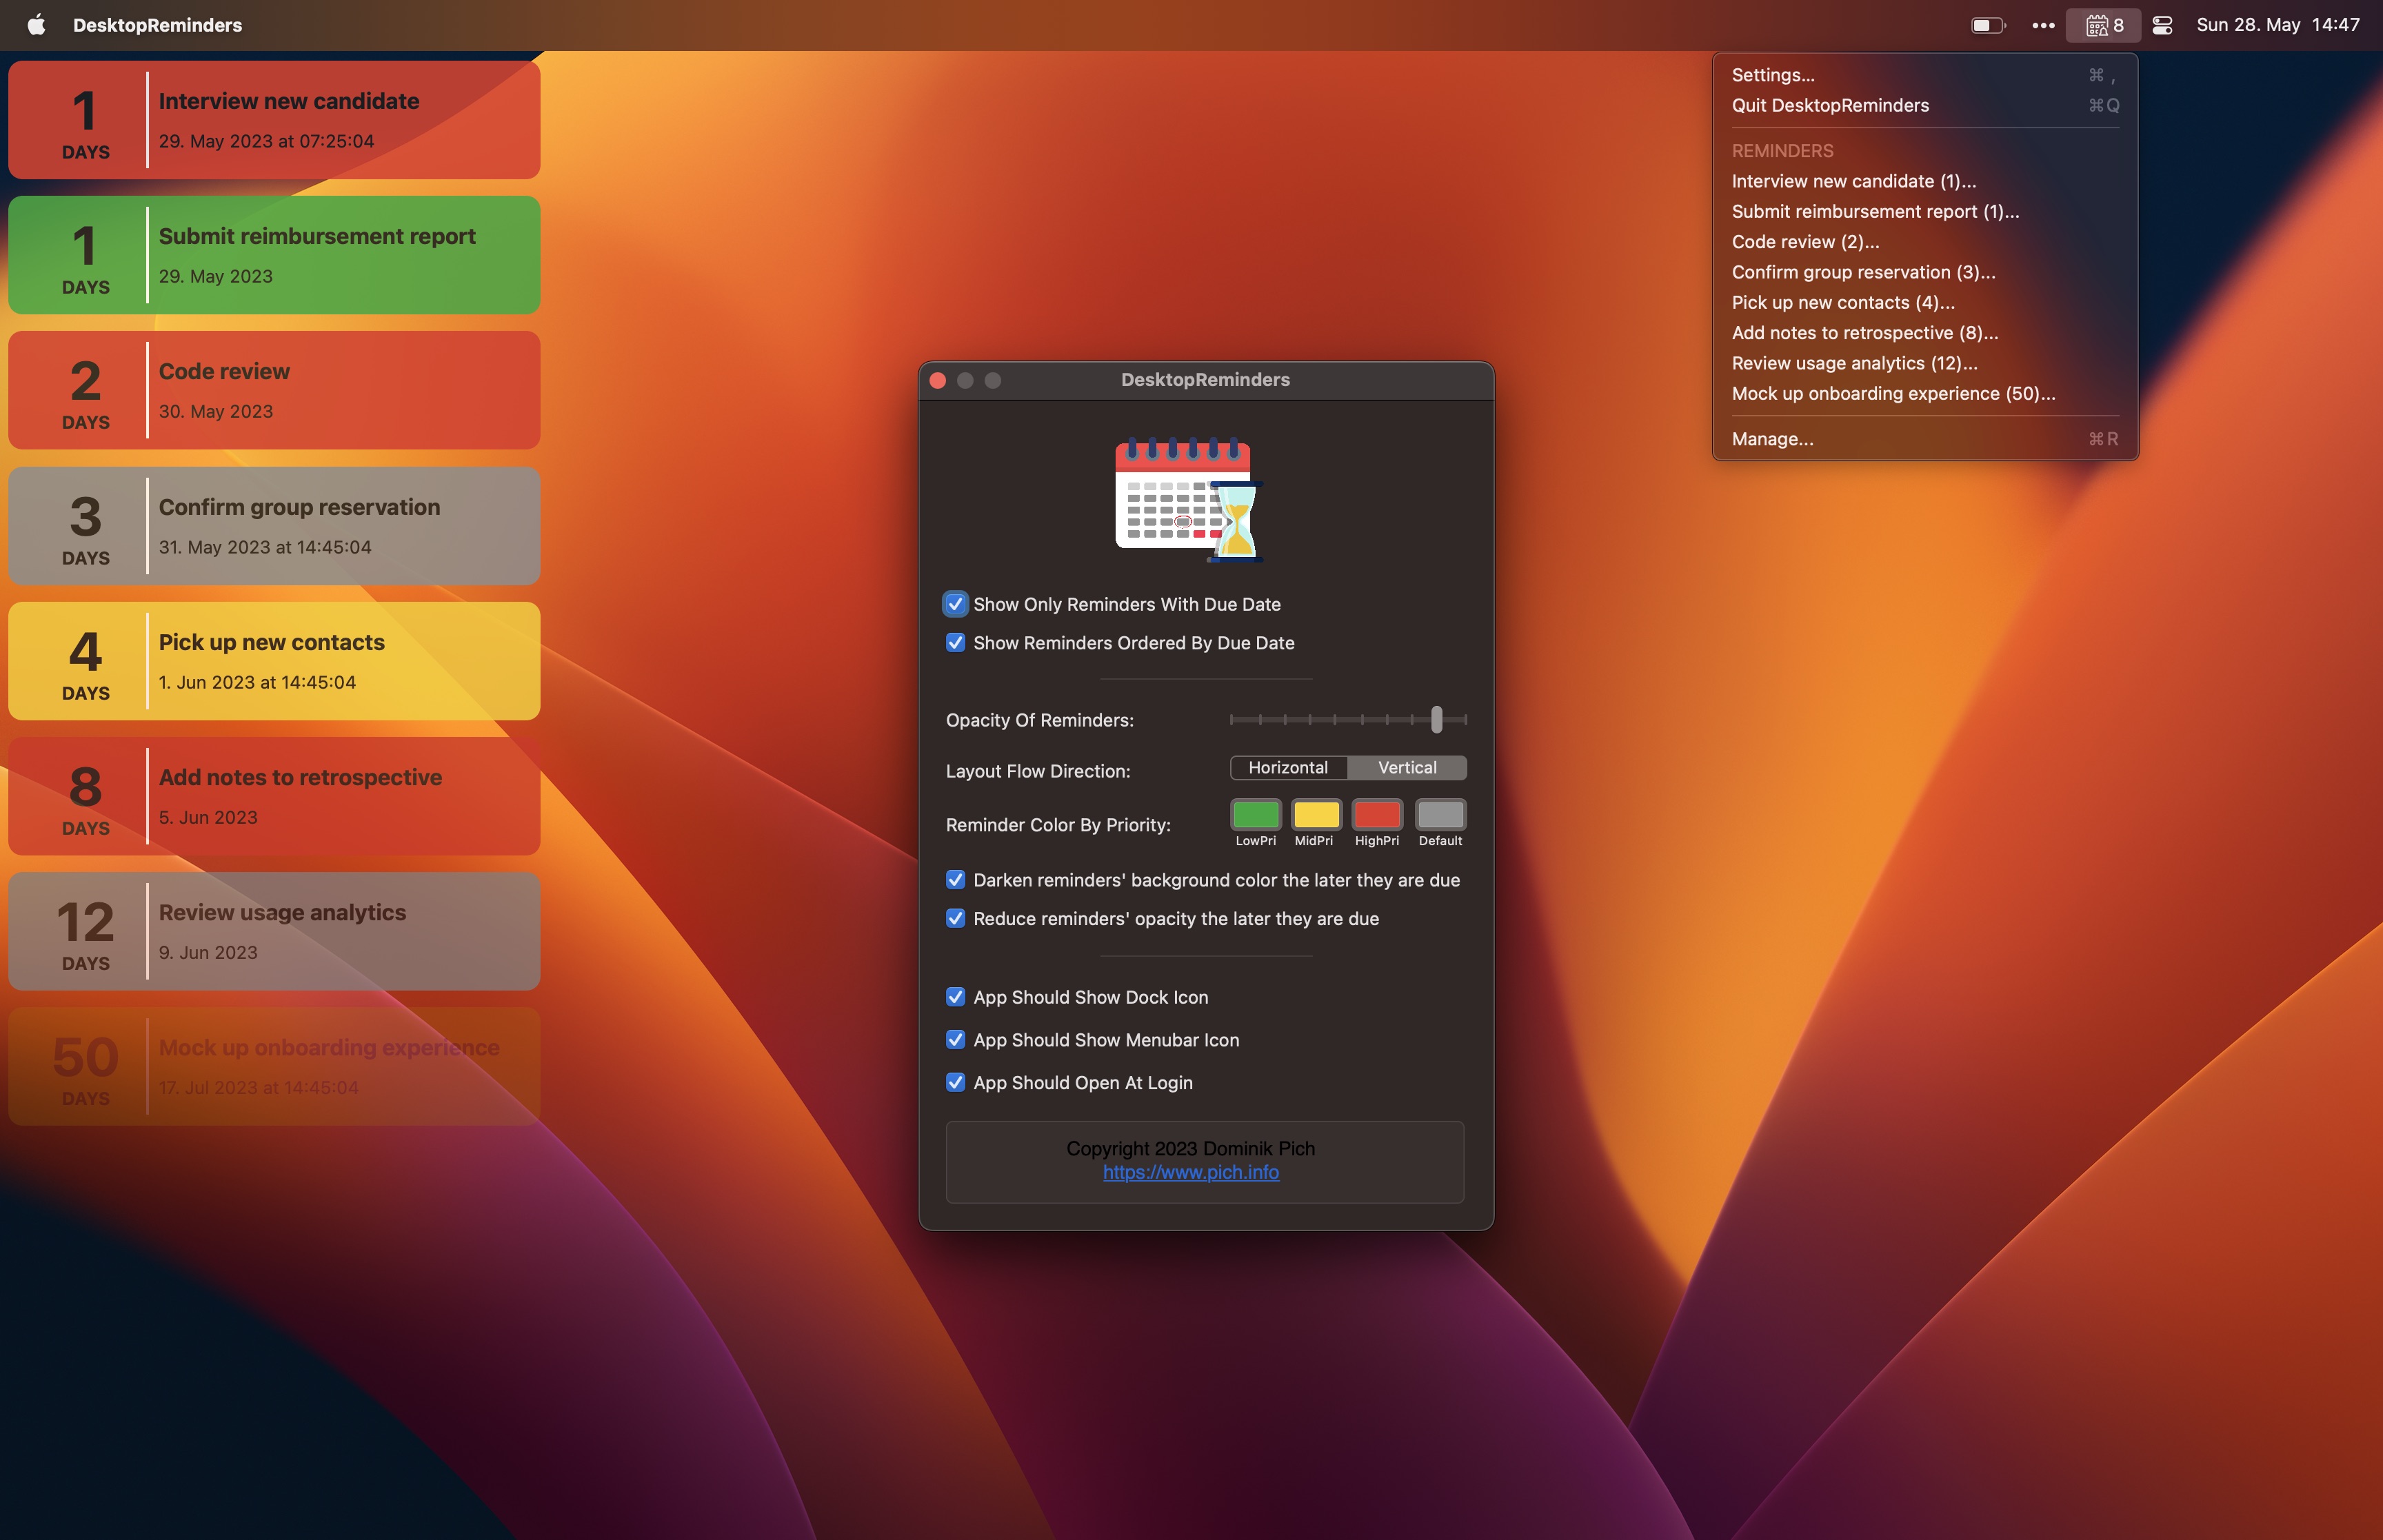 DesktopReminders
8
Sun 28. May 14:47
1
DAYS
Interview new candidate
29. May 2023 at 07:25:04
1
DAYS
Submit reimbursement report
29. May 2023
2
DAYS
Code review
30. May 2023
3
DAYS
Confirm group reservation
31. May 2023 at 14:45:04
4
DAYS
Pick up new contacts
1. Jun 2023 at 14:45:04
8
DAYS
Add notes to retrospective
5. Jun 2023
12
DAYS
Review usage analytics
9. Jun 2023
50
DAYS
Mock up onboarding experience
17. Jul 2023 at 14:45:04
DesktopReminders
Show Only Reminders With Due Date
Show Reminders Ordered By Due Date
Opacity Of Reminders:
Layout Flow Direction: Horizontal Vertical
Reminder Color By Priority:
LowPri MidPri HighPri Default
Darken reminders' background color the later they are due
Reduce reminders' opacity the later they are due
App Should Show Dock Icon
App Should Show Menubar Icon
App Should Open At Login
Copyright 2023 Dominik Pich
https://www.pich.info
Settings... ⌘ ,
Quit DesktopReminders ⌘Q
REMINDERS
Interview new candidate (1)...
Submit reimbursement report (1)...
Code review (2)...
Confirm group reservation (3)...
Pick up new contacts (4)...
Add notes to retrospective (8)...
Review usage analytics (12)...
Mock up onboarding experience (50)...
Manage... ⌘R